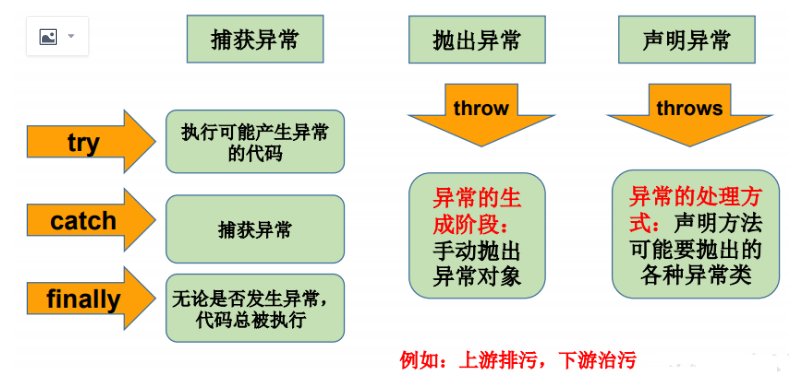 捕获异常
抛出异常
声明异常
throw
throws
try
执行可能产生异常
的代码
catch
捕获异常
finally
无论是否发生异常，
代码总被执行
异常的生
成阶段：
手动抛出
异常对象
异常的处理方
式：声明方法
可能要抛出的
各种异常类
例如：上游排污，下游治污